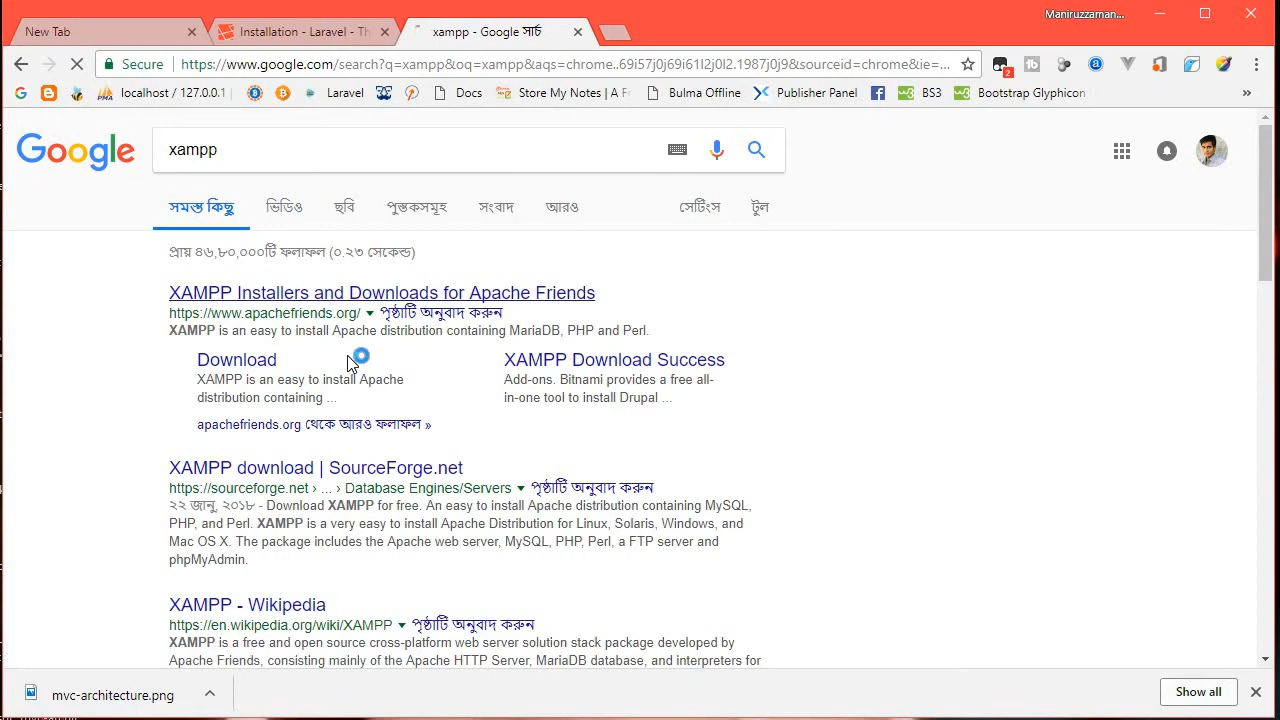 Maniruzzaman...
New Tab
Installation - Laravel - Th
xampp - Google সার্চ
Secure
https://www.google.com/search?q=xampp&oq=xampp&aqs=chrome..69i57j0j69i61l2j0l2.1987j0j9&sourceid=chrome&ie=...
2
localhost / 127.0.0.1
Laravel
Docs
Store My Notes | A F
Bulma Offline
Publisher Panel
BS3
Bootstrap Glyphicon
»
Google
xampp
সমস্ত কিছু
ভিডিও
ছবি
পুস্তকসমূহ
সংবাদ
আরও
সেটিংস
টুল
প্রায় ৪৬,৮০,০০০টি ফলাফল (০.২৩ সেকেন্ড)
XAMPP Installers and Downloads for Apache Friends
https://www.apachefriends.org/ ▾ পৃষ্ঠাটি অনুবাদ করুন
XAMPP is an easy to install Apache distribution containing MariaDB, PHP and Perl.
Download
XAMPP is an easy to install Apache
distribution containing ...
XAMPP Download Success
Add-ons. Bitnami provides a free all-
in-one tool to install Drupal ...
apachefriends.org থেকে আরও ফলাফল »
XAMPP download | SourceForge.net
https://sourceforge.net › ... › Database Engines/Servers ▾ পৃষ্ঠাটি অনুবাদ করুন
২২ জানু, ২০১৮ - Download XAMPP for free. An easy to install Apache distribution containing MySQL,
PHP, and Perl. XAMPP is a very easy to install Apache Distribution for Linux, Solaris, Windows, and
Mac OS X. The package includes the Apache web server, MySQL, PHP, Perl, a FTP server and
phpMyAdmin.
XAMPP - Wikipedia
https://en.wikipedia.org/wiki/XAMPP ▾ পৃষ্ঠাটি অনুবাদ করুন
XAMPP is a free and open source cross-platform web server solution stack package developed by
Apache Friends, consisting mainly of the Apache HTTP Server, MariaDB database, and interpreters for
mvc-architecture.png
Show all